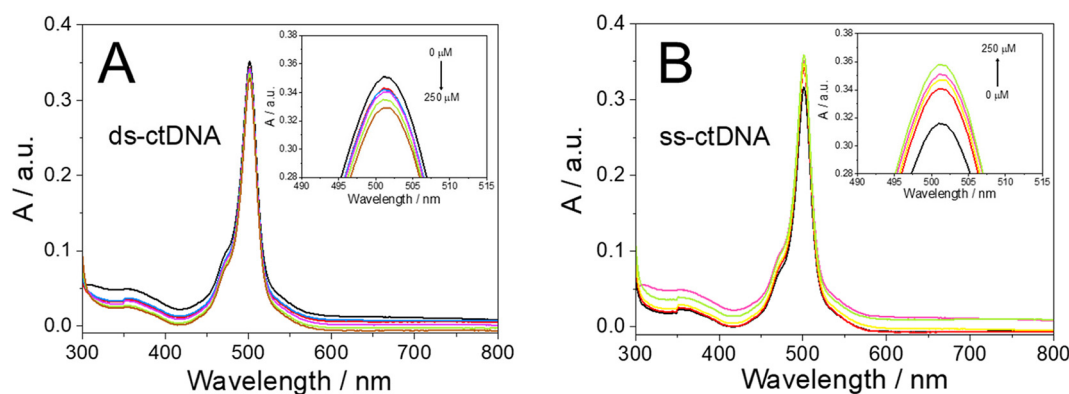 A
ds-ctDNA
A / a.u.
0.4
0.3
0.2
0.1
0.0
300 400 500 600 700 800
Wavelength / nm
A / a.u.
0.38
0.36
0.34
0.32
0.30
0.28
490 495 500 505 510 515
Wavelength / nm
0 μM
250 μM
B
ss-ctDNA
A / a.u.
0.4
0.3
0.2
0.1
0.0
300 400 500 600 700 800
Wavelength / nm
A / a.u.
0.38
0.36
0.34
0.32
0.30
0.28
490 495 500 505 510 515
Wavelength / nm
250 μM
0 μM